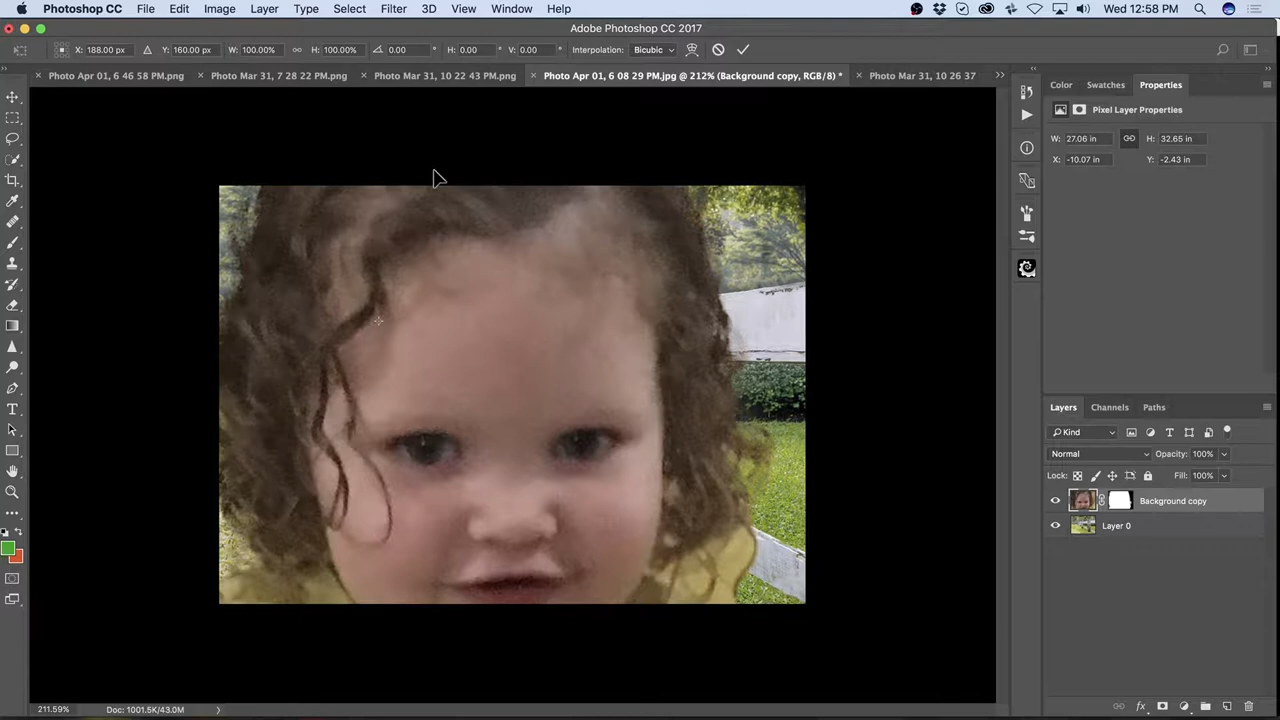 Photoshop CC File Edit Image Layer Type Select Filter 3D View Window Help Wed 12:58 PM
Adobe Photoshop CC 2017
X: 188.00 px Y: 160.00 px W: 100.00% H: 100.00% 0.00 ° H: 0.00 ° V: 0.00 ° Interpolation: Bicubic
Photo Apr 01, 6 46 58 PM.png Photo Mar 31, 7 28 22 PM.png Photo Mar 31, 10 22 43 PM.png Photo Apr 01, 6 08 29 PM.jpg @ 212% (Background copy, RGB/8) * Photo Mar 31, 10 26 37
Color Swatches Properties
Pixel Layer Properties
W: 27.06 in H: 32.65 in
X: -10.07 in Y: -2.43 in
Layers Channels Paths
Kind
Normal Opacity: 100%
Lock: Fill: 100%
Background copy
Layer 0
211.59% Doc: 1001.5K/43.0M